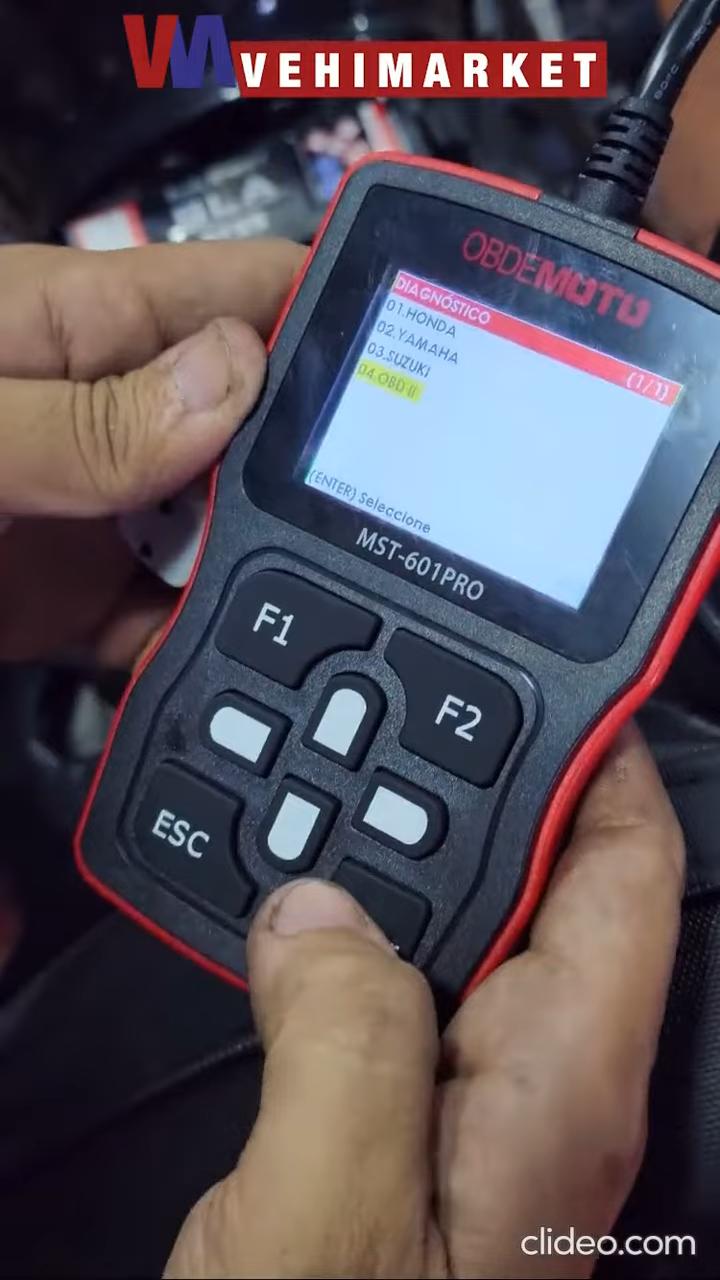 VM VEHIMARKET
OBDEMOTO
DIAGNÓSTICO (1/1)
01.HONDA
02.YAMAHA
03.SUZUKI
04.OBD II
(ENTER) Seleccione
MST-601PRO
F1
F2
ESC
clideo.com